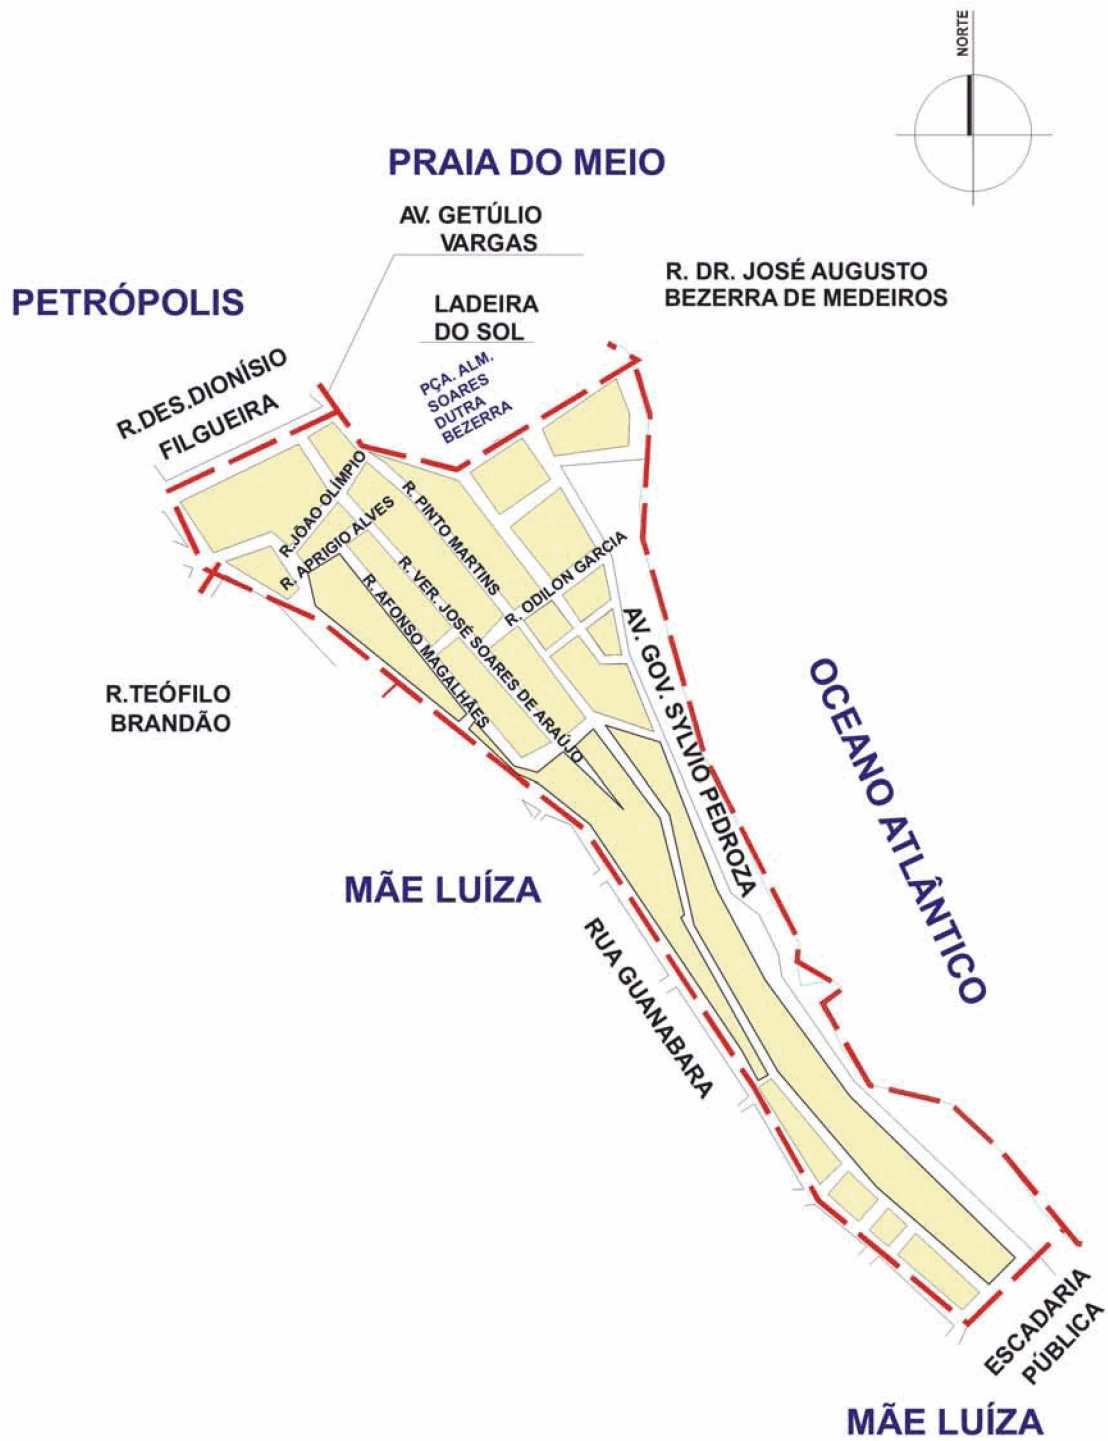 NORTE
PRAIA DO MEIO
AV. GETÚLIO
VARGAS
R. DR. JOSÉ AUGUSTO
BEZERRA DE MEDEIROS
PETRÓPOLIS
LADEIRA
DO SOL
PÇA. ALM.
SOARES
DUTRA
BEZERRA
R.DES.DIONÍSIO
FILGUEIRA
R.JÕAO OLÍMPIO
R. APRIGIO ALVES
R. PINTO MARTINS
R. ODILON GARCIA
R. VER. JOSÉ SOARES DE ARAÚJO
R. AFONSO MAGALHÃES
AV. GOV. SYLVIO PEDROZA
R.TEÓFILO
BRANDÃO
OCEANO ATLÂNTICO
MÃE LUÍZA
RUA GUANABARA
ESCADARIA
PÚBLICA
MÃE LUÍZA